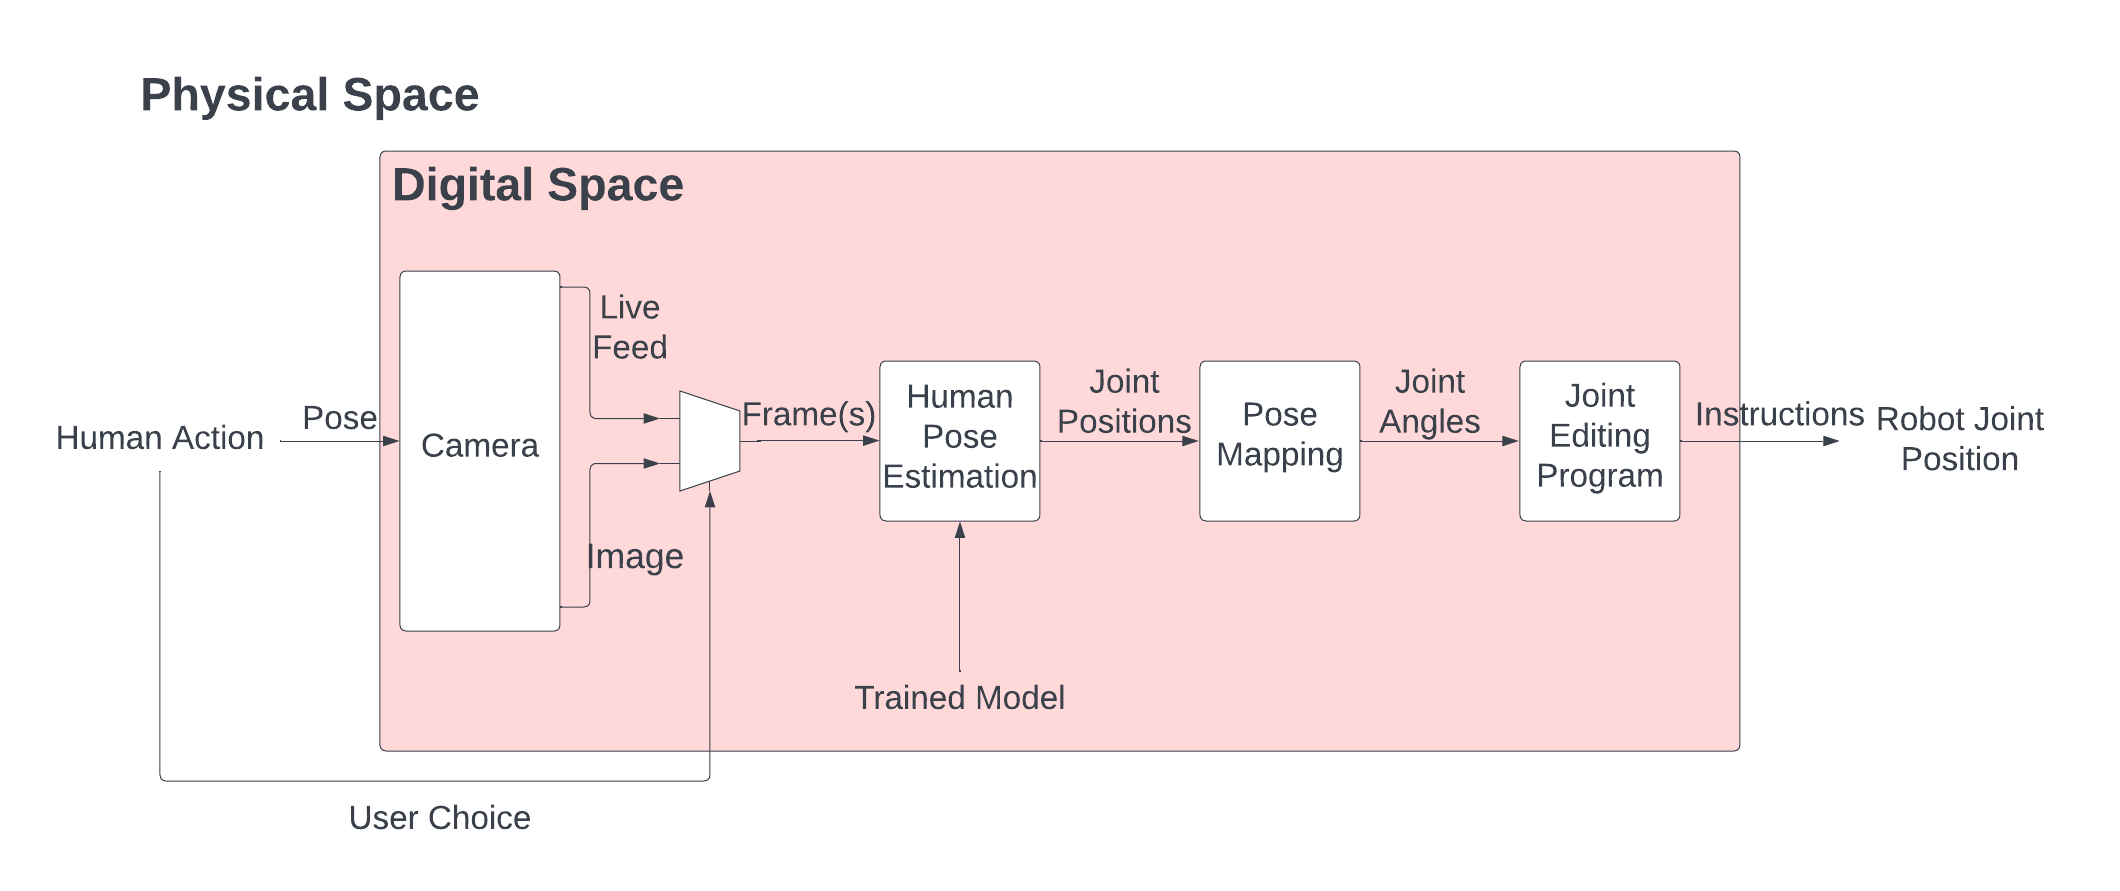 Physical Space
Digital Space
Human Action
Pose
Camera
Live
Feed
Image
Frame(s)
Human
Pose
Estimation
Trained Model
Joint
Positions
Pose
Mapping
Joint
Angles
Joint
Editing
Program
Instructions
Robot Joint
Position
User Choice